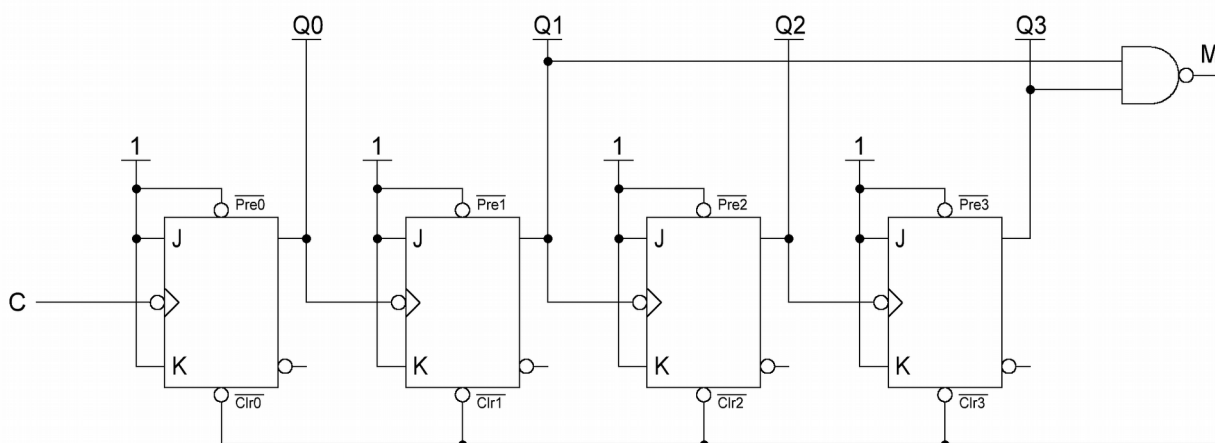 Q0 Q1 Q2 Q3
M
1 1 1 1
Pre0 Pre1 Pre2 Pre3
J J J J
C
K K K K
Clr0 Clr1 Clr2 Clr3